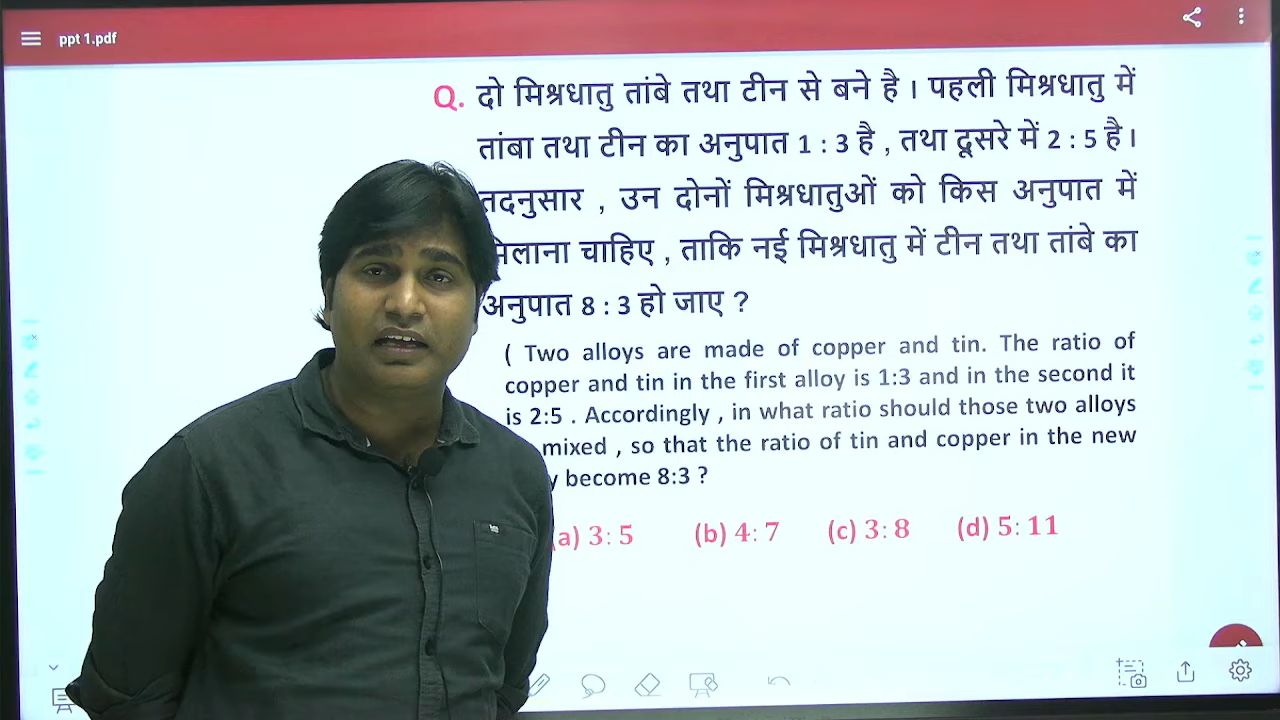 ppt 1.pdf
Q. दो मिश्रधातु तांबे तथा टीन से बने है । पहली मिश्रधातु में
तांबा तथा टीन का अनुपात 1 : 3 है , तथा दूसरे में 2 : 5 है ।
तदनुसार , उन दोनों मिश्रधातुओं को किस अनुपात में
मिलाना चाहिए , ताकि नई मिश्रधातु में टीन तथा तांबे का
अनुपात 8 : 3 हो जाए ?
( Two alloys are made of copper and tin. The ratio of
copper and tin in the first alloy is 1:3 and in the second it
is 2:5 . Accordingly , in what ratio should those two alloys
mixed , so that the ratio of tin and copper in the new
become 8:3 ?
(a) 3: 5 (b) 4: 7 (c) 3: 8 (d) 5: 11